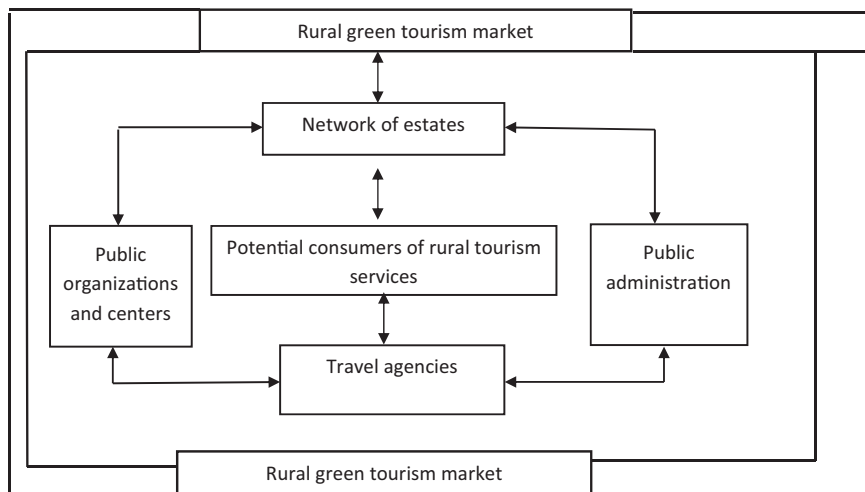 Rural green tourism market
Network of estates
Public
organizations
and centers
Potential consumers of rural tourism
services
Public
administration
Travel agencies
Rural green tourism market